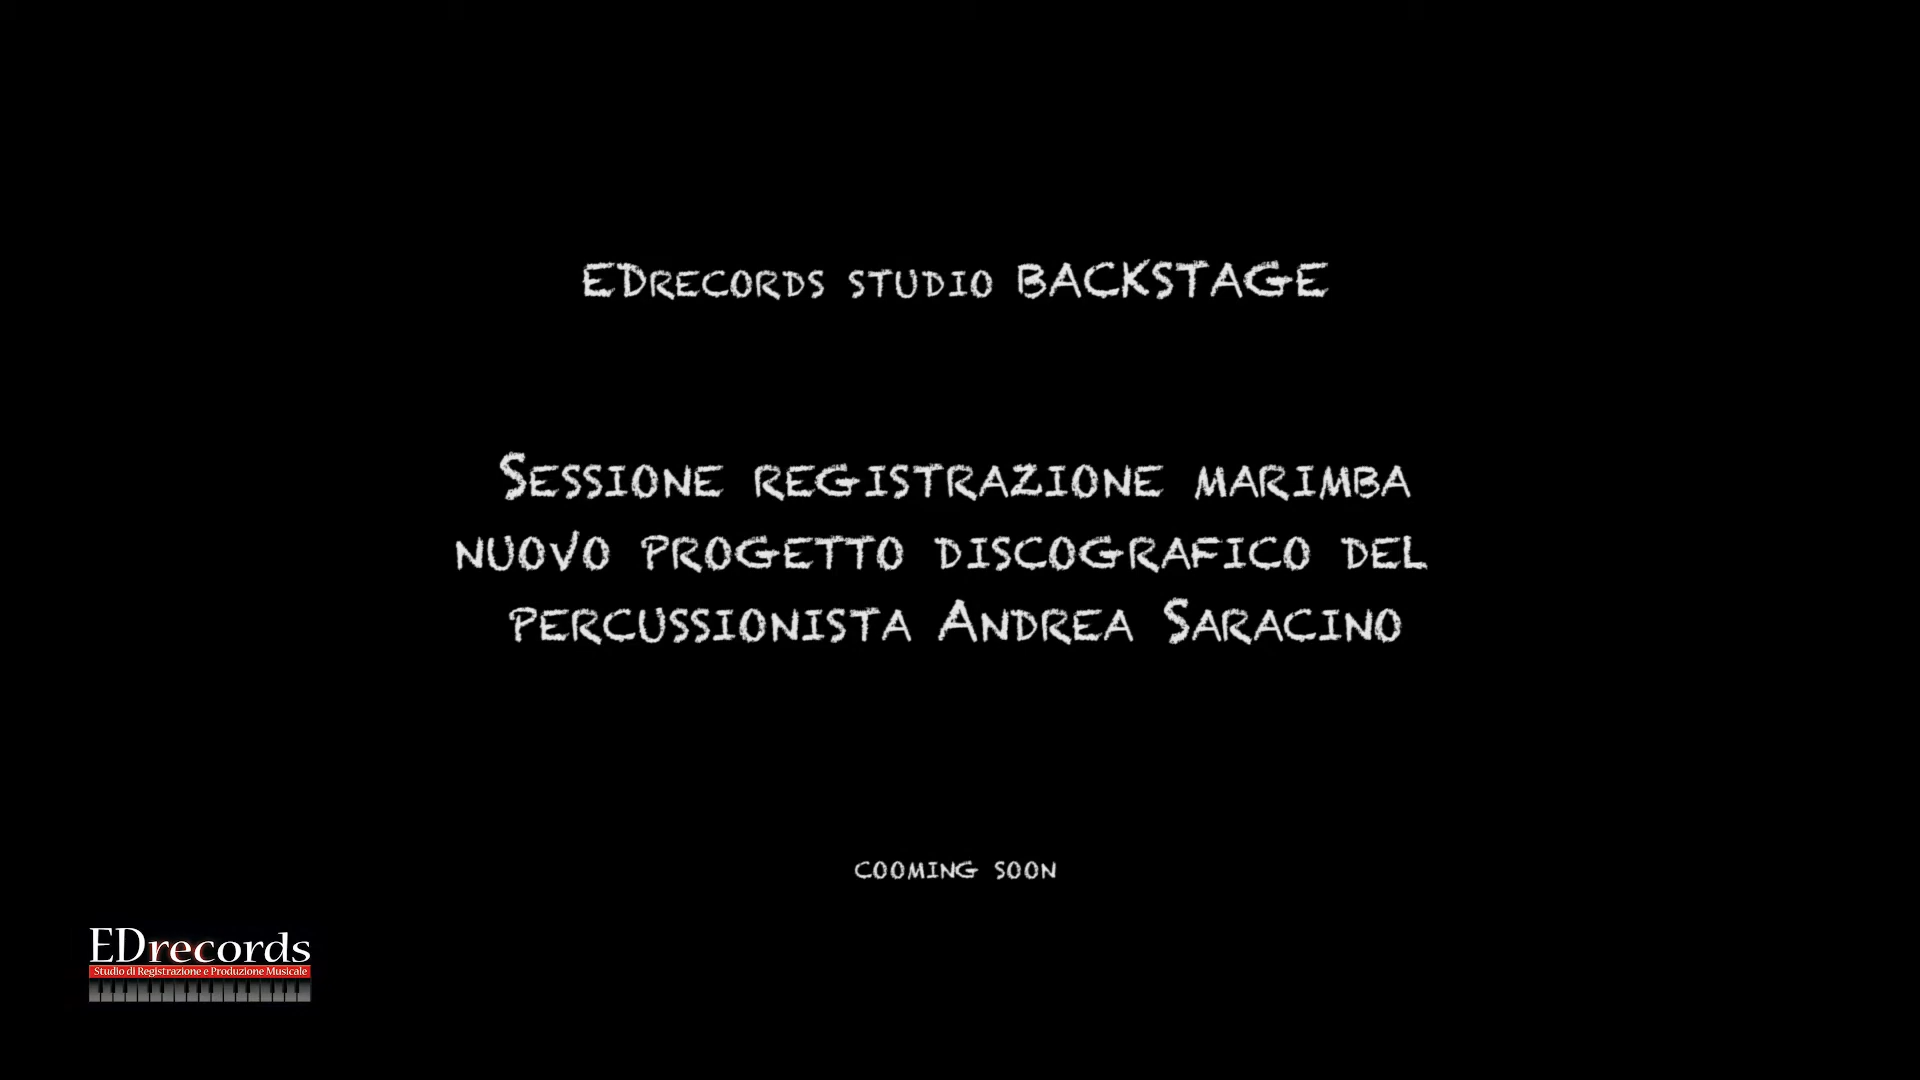 EDrecords studio BACKSTAGE
Sessione registrazione marimba
nuovo progetto discografico del
percussionista Andrea Saracino
cooming soon
EDrecords
Studio di Registrazione e Produzione Musicale